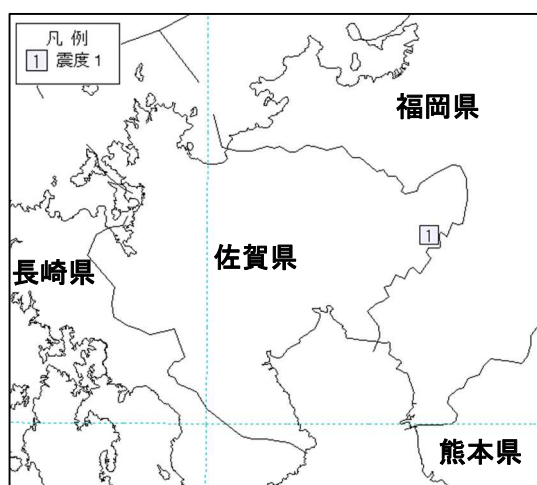 凡 例
1 震度 1
福岡県
1
佐賀県
長崎県
熊本県